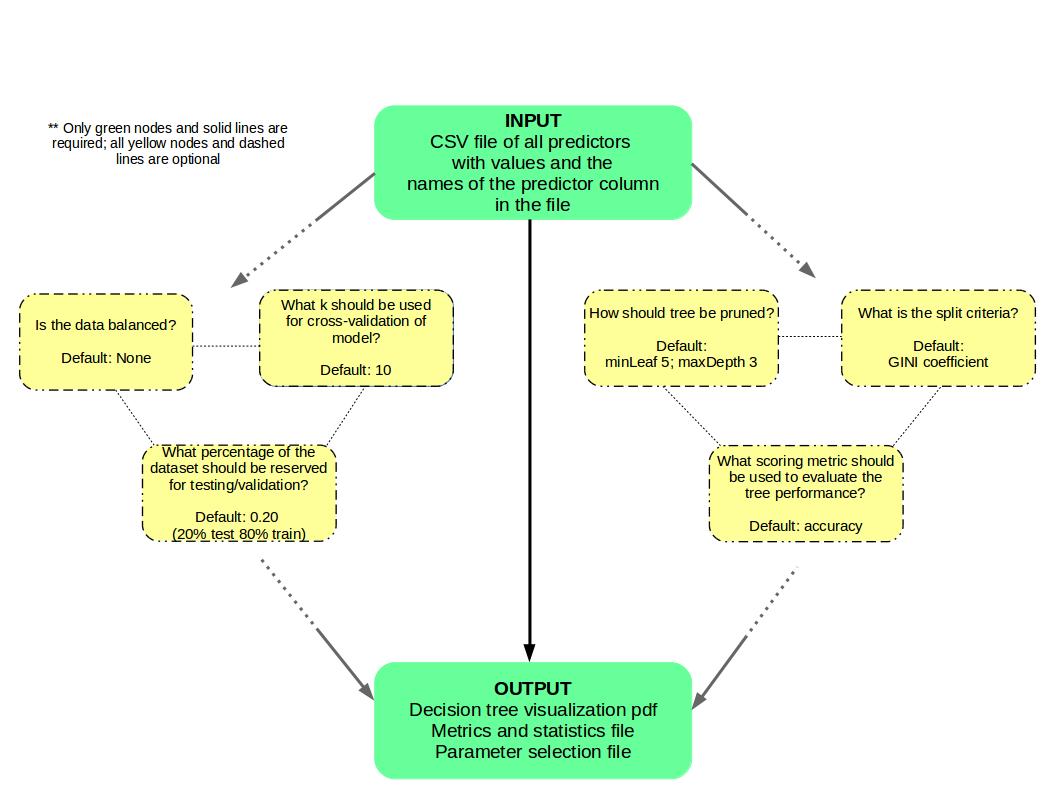 ** Only green nodes and solid lines are
required; all yellow nodes and dashed
lines are optional
INPUT
CSV file of all predictors
with values and the
names of the predictor column
in the file
Is the data balanced?
Default: None
What k should be used
for cross-validation of
model?
Default: 10
What percentage of the
dataset should be reserved
for testing/validation?
Default: 0.20
(20% test 80% train)
How should tree be pruned?
Default:
minLeaf 5; maxDepth 3
What is the split criteria?
Default:
GINI coefficient
What scoring metric should
be used to evaluate the
tree performance?
Default: accuracy
OUTPUT
Decision tree visualization pdf
Metrics and statistics file
Parameter selection file